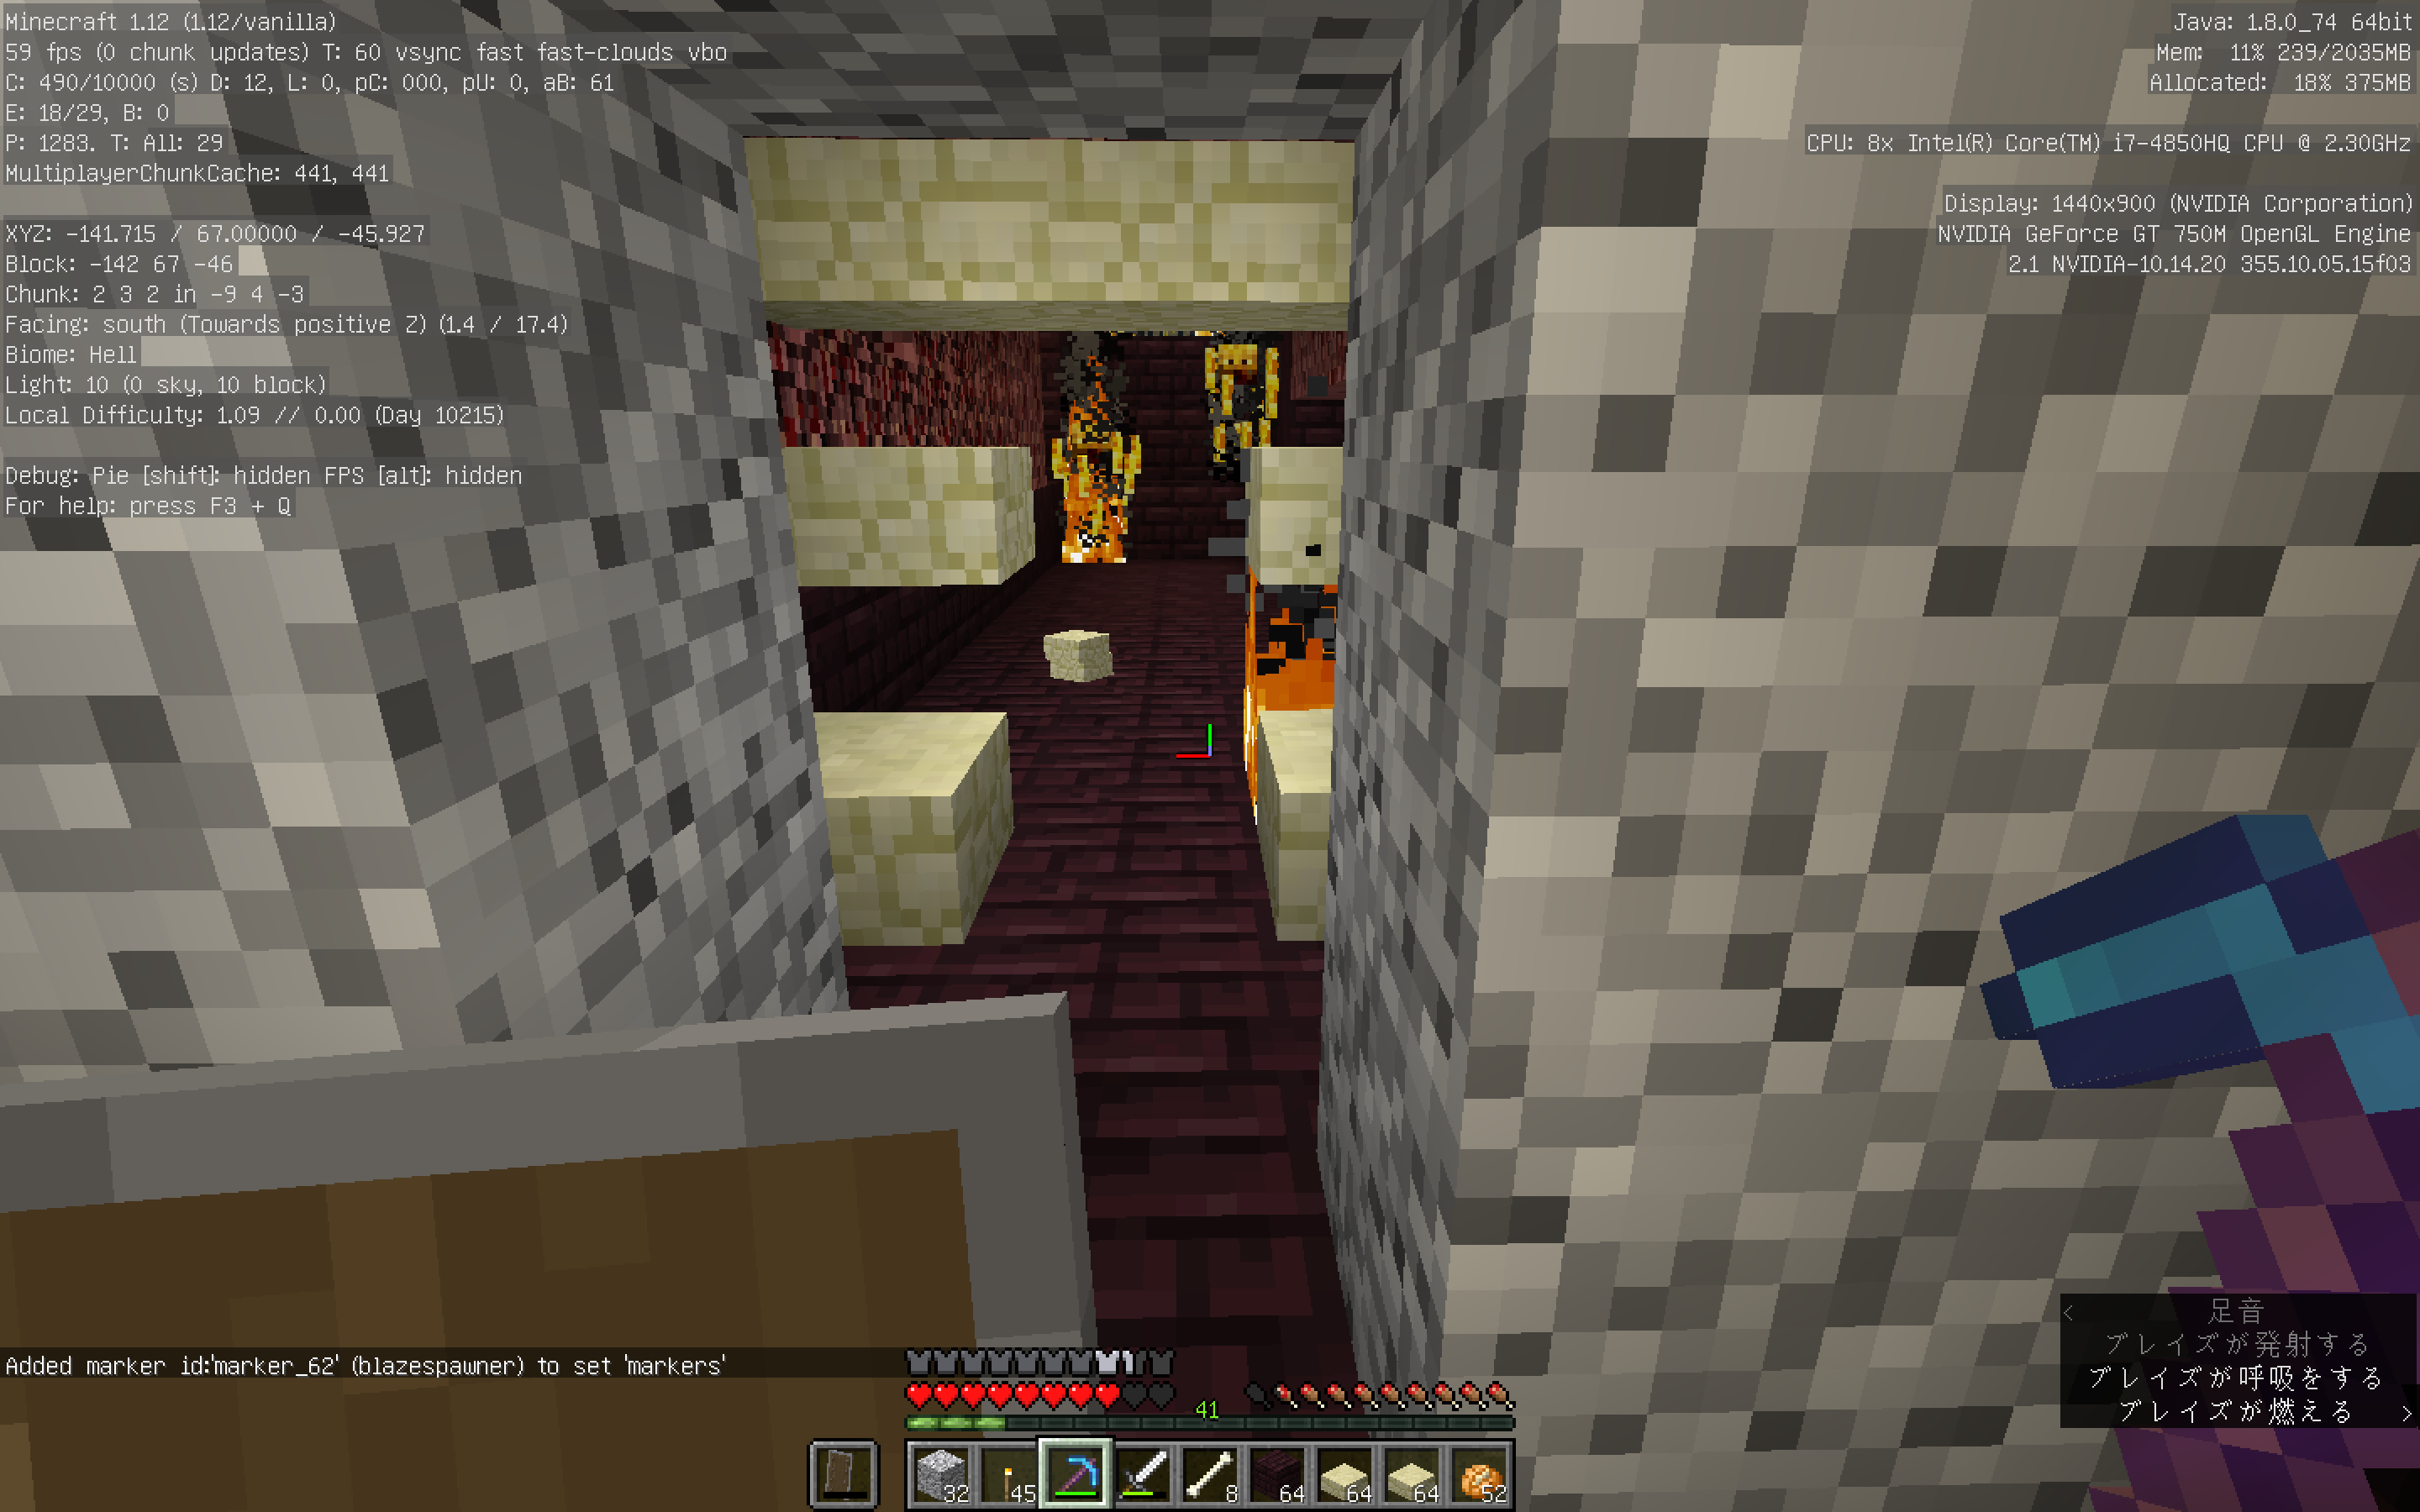 Minecraft 1.12 (1.12/vanilla)
59 fps (0 chunk updates) T: 60 vsync fast fast-clouds vbo
C: 490/10000 (s) D: 12, L: 0, pC: 000, pU: 0, aB: 61
E: 18/29, B: 0
P: 1283. T: All: 29
MultiplayerChunkCache: 441, 441
XYZ: -141.715 / 67.00000 / -45.927
Block: -142 67 -46
Chunk: 2 3 2 in -9 4 -3
Facing: south (Towards positive Z) (1.4 / 17.4)
Biome: Hell
Light: 10 (0 sky, 10 block)
Local Difficulty: 1.09 // 0.00 (Day 10215)
Debug: Pie [shift]: hidden FPS [alt]: hidden
For help: press F3 + Q
Java: 1.8.0_74 64bit
Mem: 11% 239/2035MB
Allocated: 18% 375MB
CPU: 8x Intel(R) Core(TM) i7-4850HQ CPU @ 2.30GHz
Display: 1440x900 (NVIDIA Corporation)
NVIDIA GeForce GT 750M OpenGL Engine
2.1 NVIDIA-10.14.20 355.10.05.15f03
< 足音
ブレイズが発射する
ブレイズが呼吸をする
ブレイズが燃える >
Added marker id:'marker_62' (blazespawner) to set 'markers'
41
32 45 8 64 64 64 52